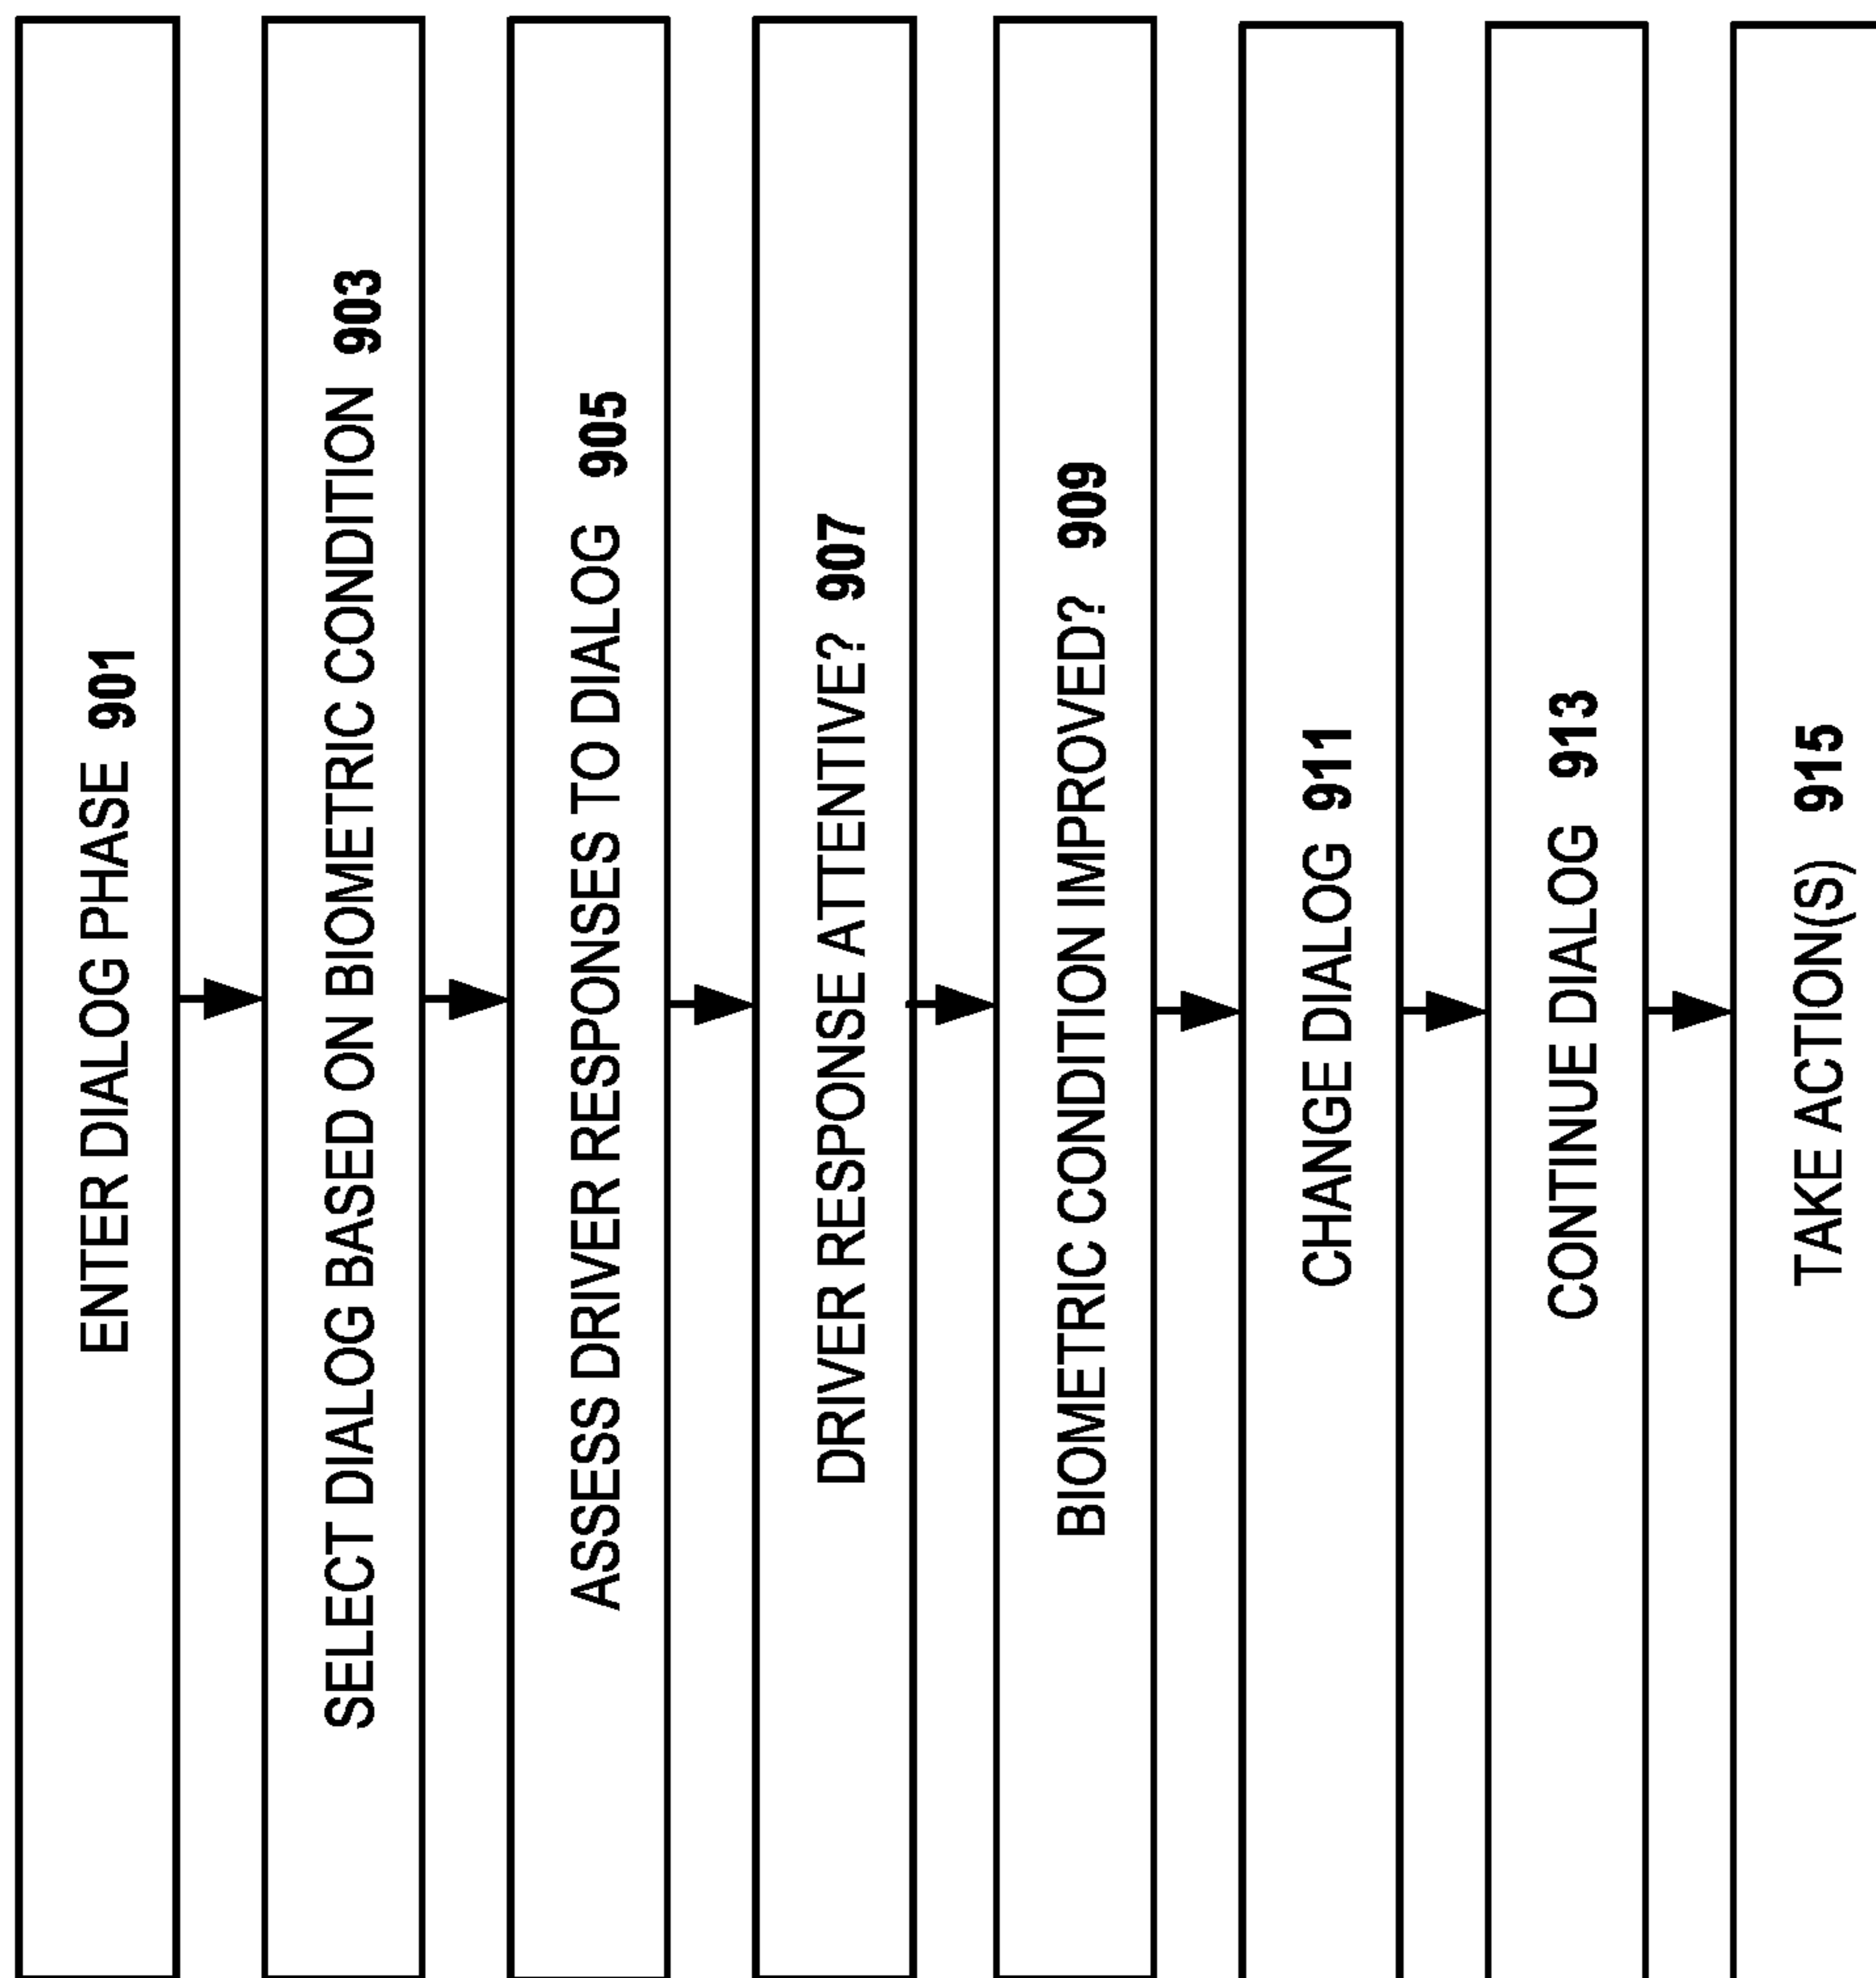 ENTER DIALOG PHASE 901
SELECT DIALOG BASED ON BIOMETRIC CONDITION 903
ASSESS DRIVER RESPONSES TO DIALOG 905
DRIVER RESPONSE ATTENTIVE? 907
BIOMETRIC CONDITION IMPROVED? 909
CHANGE DIALOG 911
CONTINUE DIALOG 913
TAKE ACTION(S) 915